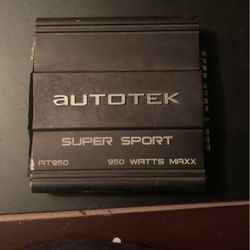 AUTOTEK
SUPER SPORT
AT950 950 WATTS MAXX